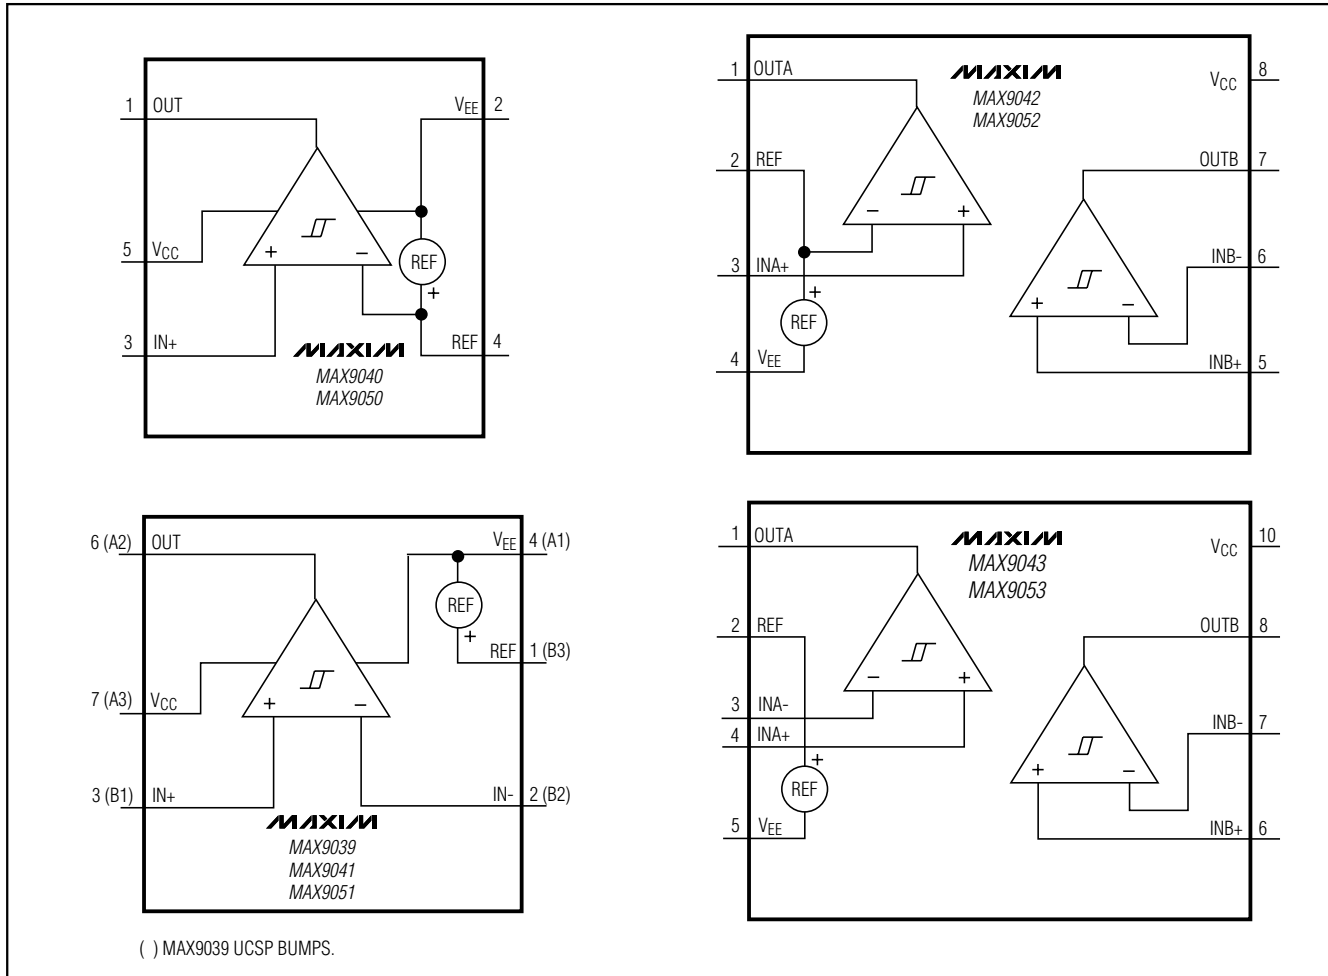 1 OUT
VEE 2
REF
+
5 VCC
+ −
3 IN+
REF 4
MAXIM
MAX9040
MAX9050
1 OUTA
MAXIM
MAX9042
MAX9052
VCC 8
2 REF
OUTB 7
− +
3 INA+
INB- 6
+
REF
+ −
4 VEE
INB+ 5
6 (A2) OUT
VEE 4 (A1)
REF
+
REF 1 (B3)
7 (A3) VCC
+ −
3 (B1) IN+
IN- 2 (B2)
MAXIM
MAX9039
MAX9041
MAX9051
1 OUTA
MAXIM
MAX9043
MAX9053
VCC 10
2 REF
OUTB 8
− +
3 INA-
INB- 7
4 INA+
+
REF
+ −
5 VEE
INB+ 6
( ) MAX9039 UCSP BUMPS.